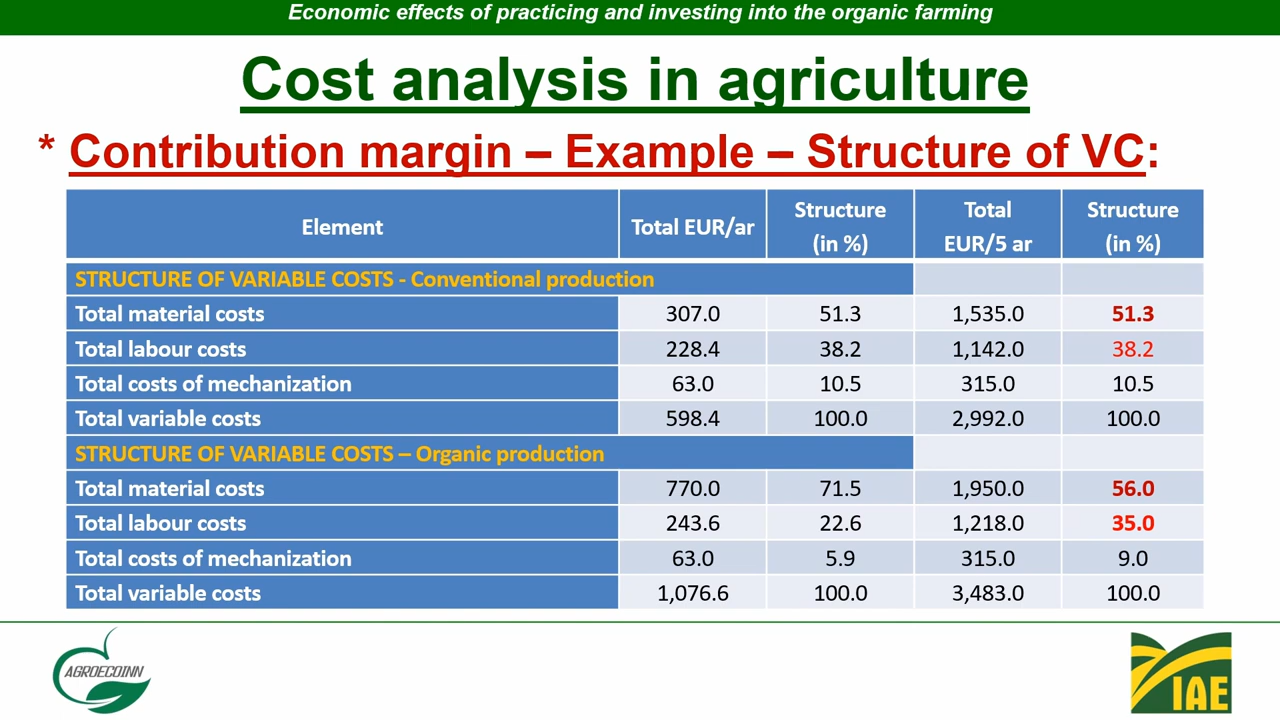 Economic effects of practicing and investing into the organic farming
Cost analysis in agriculture
* Contribution margin – Example – Structure of VC:
Element Total EUR/ar Structure (in %) Total EUR/5 ar Structure (in %)
STRUCTURE OF VARIABLE COSTS - Conventional production
Total material costs 307.0 51.3 1,535.0 51.3
Total labour costs 228.4 38.2 1,142.0 38.2
Total costs of mechanization 63.0 10.5 315.0 10.5
Total variable costs 598.4 100.0 2,992.0 100.0
STRUCTURE OF VARIABLE COSTS – Organic production
Total material costs 770.0 71.5 1,950.0 56.0
Total labour costs 243.6 22.6 1,218.0 35.0
Total costs of mechanization 63.0 5.9 315.0 9.0
Total variable costs 1,076.6 100.0 3,483.0 100.0
AGROECOINN
IAE